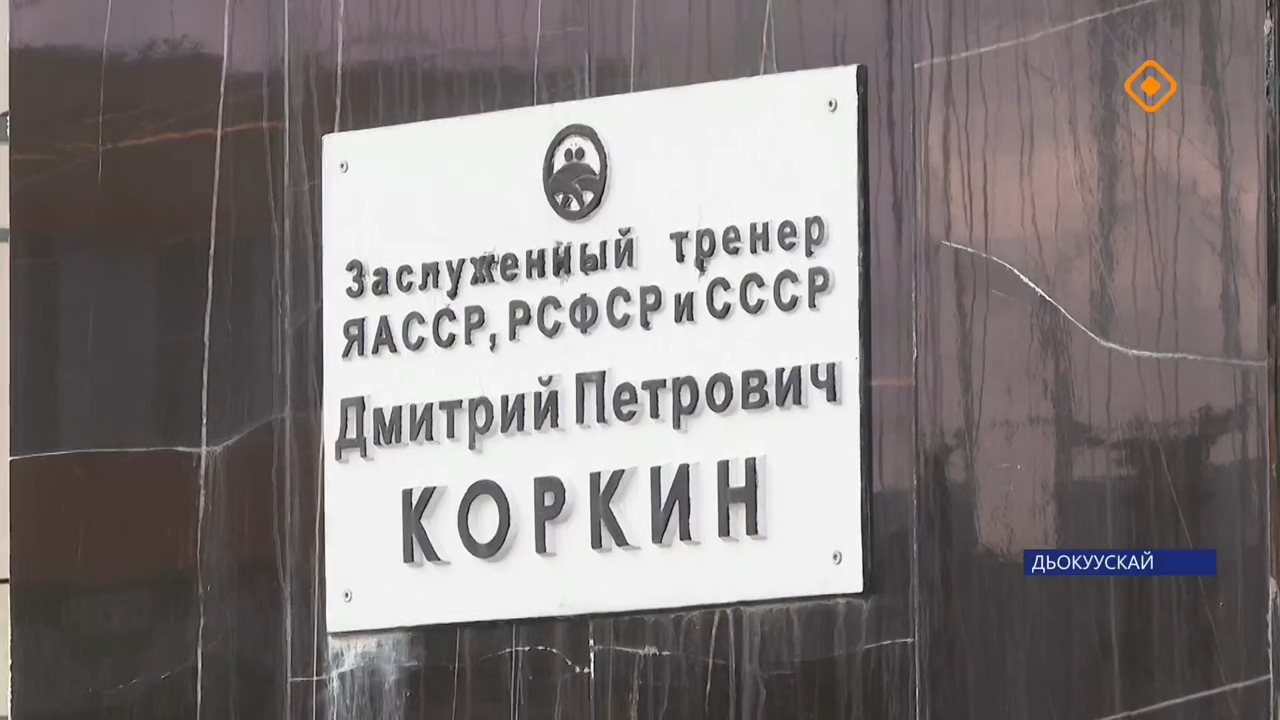 Заслуженный тренер
ЯАССР, РСФСР и СССР
Дмитрий Петрович
КОРКИН
ДЬОКУУСКАЙ